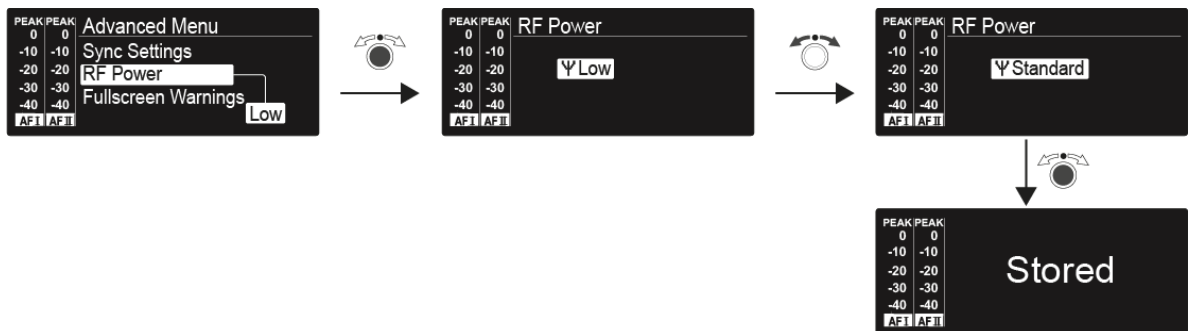 PEAK PEAK Advanced Menu
0 0
-10 -10 Sync Settings
-20 -20 RF Power
-30 -30 Fullscreen Warnings
-40 -40 Low
AF I AF II
PEAK PEAK RF Power
0 0
-10 -10
-20 -20 Low
-30 -30
-40 -40
AF I AF II
PEAK PEAK RF Power
0 0
-10 -10
-20 -20 Standard
-30 -30
-40 -40
AF I AF II
PEAK PEAK
0 0
-10 -10
-20 -20 Stored
-30 -30
-40 -40
AF I AF II